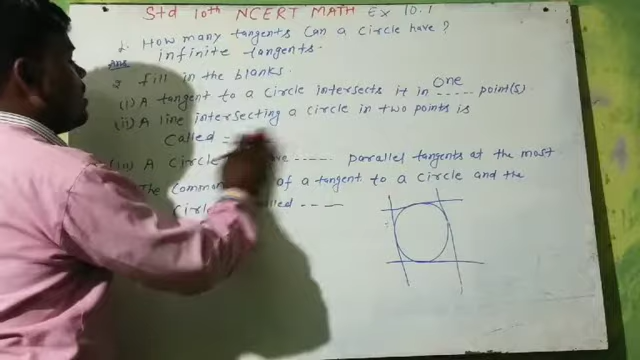 Std 10th NCERT MATH Ex 10.1
1. How many tangents can a circle have?
Ans infinite tangents.
2 fill in the blanks.
(i) A tangent to a circle intersects it in one ----- point(s).
(ii) A line intersecting a circle in two points is
called
A circle ---- parallel tangents at the most
The common of a tangent to a circle and the
circle called ----